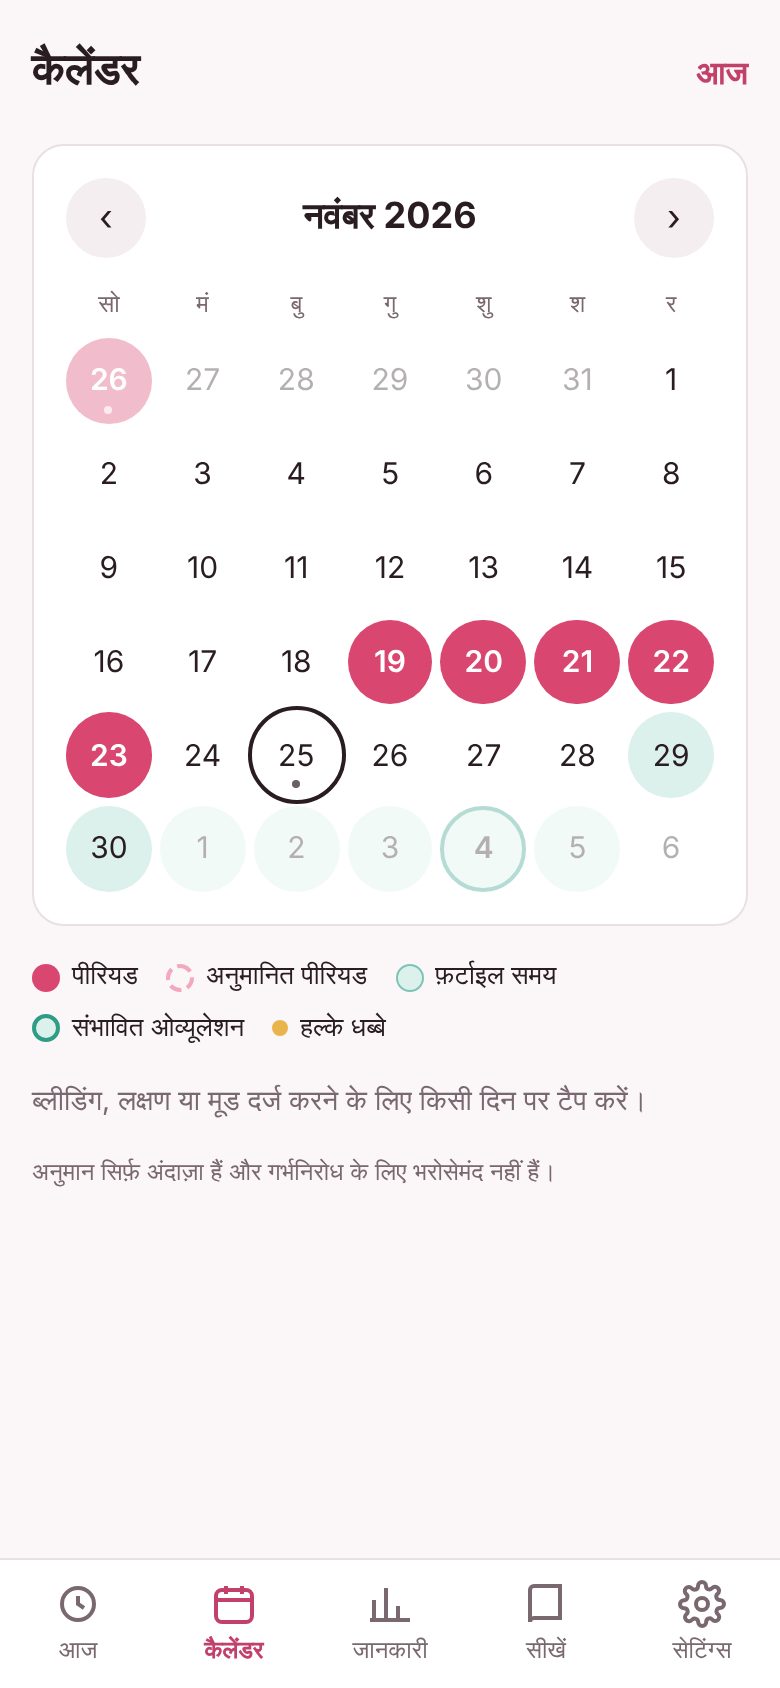 कैलेंडर आज
‹ नवंबर 2026 ›
सो मं बु गु शु श र
26 27 28 29 30 31 1
2 3 4 5 6 7 8
9 10 11 12 13 14 15
16 17 18 19 20 21 22
23 24 25 26 27 28 29
30 1 2 3 4 5 6
पीरियड अनुमानित पीरियड फ़र्टाइल समय
संभावित ओव्यूलेशन हल्के धब्बे
ब्लीडिंग, लक्षण या मूड दर्ज करने के लिए किसी दिन पर टैप करें।
अनुमान सिर्फ़ अंदाज़ा हैं और गर्भनिरोध के लिए भरोसेमंद नहीं हैं।
आज कैलेंडर जानकारी सीखें सेटिंग्स